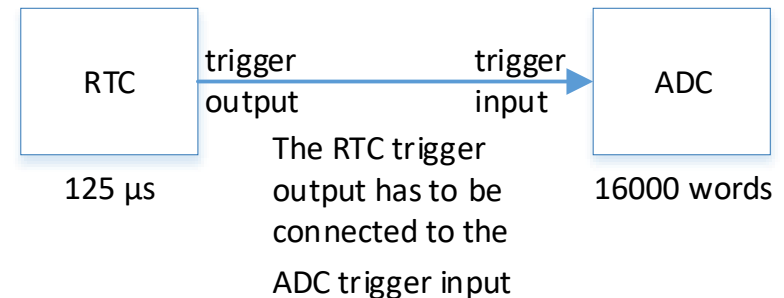 RTC
trigger
output
trigger
input
ADC
The RTC trigger
output has to be
connected to the
ADC trigger input
125 µs
16000 words